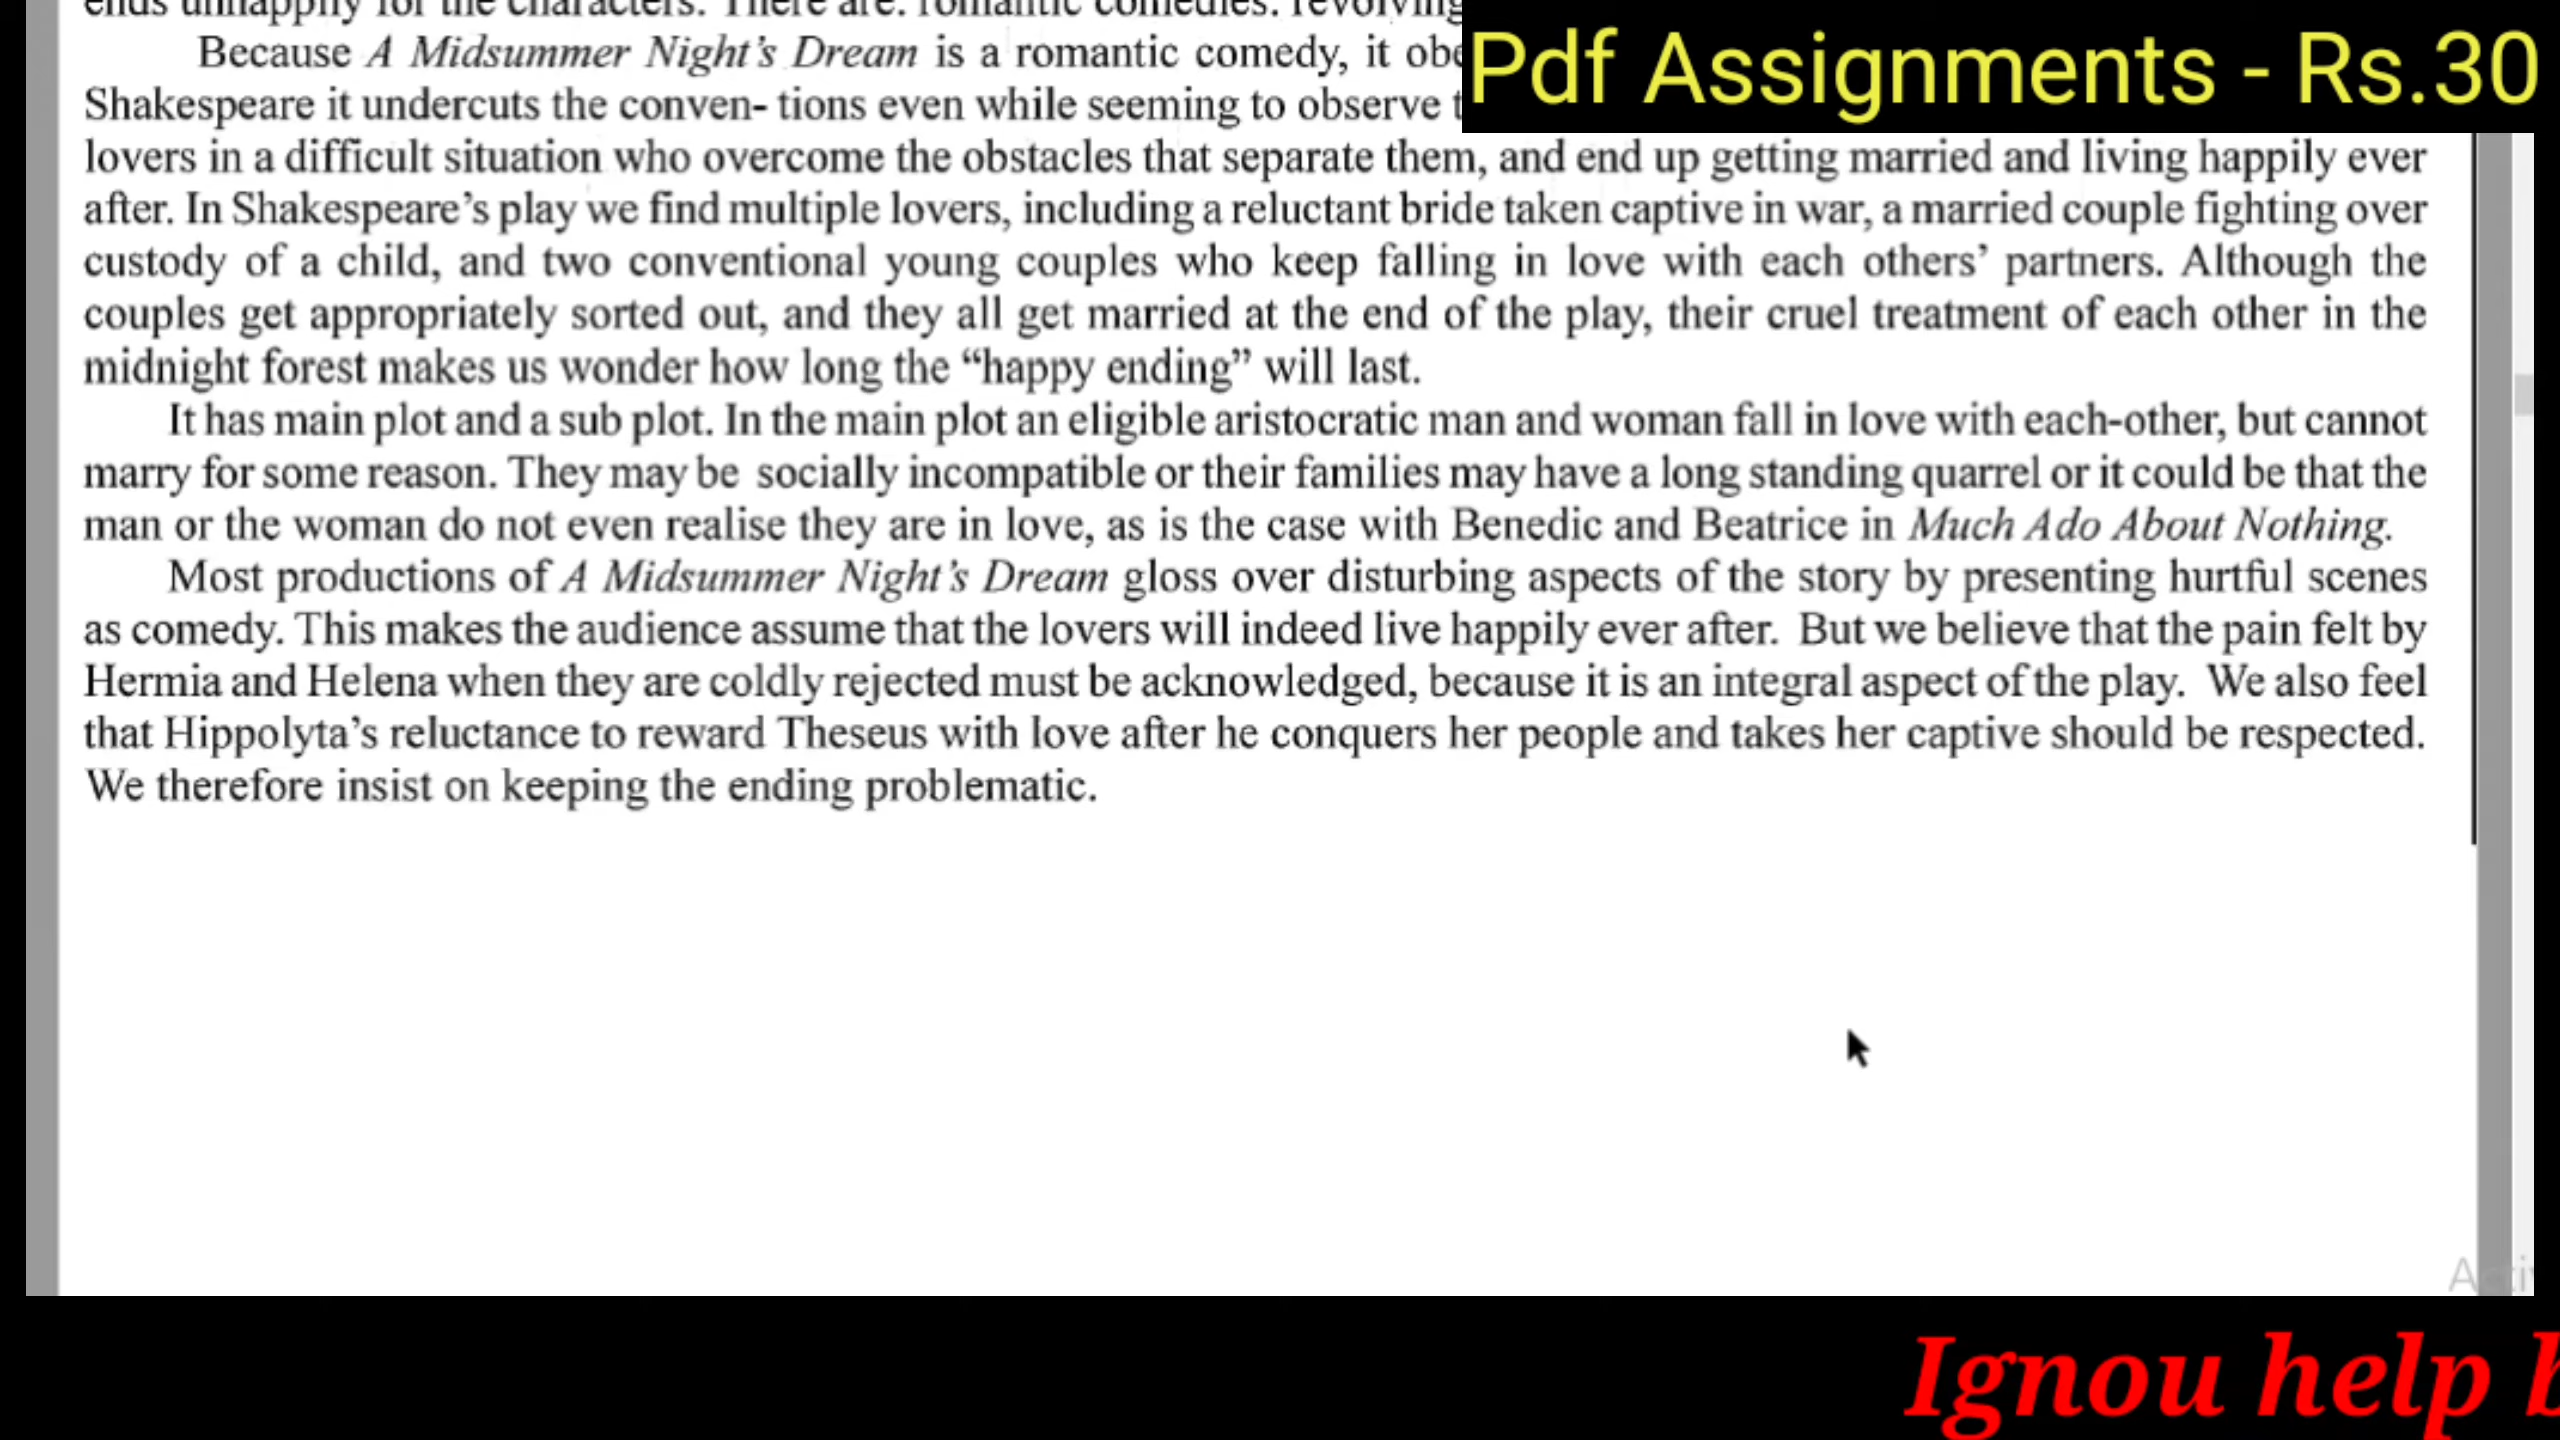 ends unhappily for the characters. There are: romantic comedies. revolving
Because A Midsummer Night's Dream is a romantic comedy, it obe
Pdf Assignments - Rs.30
Shakespeare it undercuts the conven- tions even while seeming to observe t
lovers in a difficult situation who overcome the obstacles that separate them, and end up getting married and living happily ever
after. In Shakespeare's play we find multiple lovers, including a reluctant bride taken captive in war, a married couple fighting over
custody of a child, and two conventional young couples who keep falling in love with each others' partners. Although the
couples get appropriately sorted out, and they all get married at the end of the play, their cruel treatment of each other in the
midnight forest makes us wonder how long the “happy ending” will last.
It has main plot and a sub plot. In the main plot an eligible aristocratic man and woman fall in love with each-other, but cannot
marry for some reason. They may be socially incompatible or their families may have a long standing quarrel or it could be that the
man or the woman do not even realise they are in love, as is the case with Benedic and Beatrice in Much Ado About Nothing.
Most productions of A Midsummer Night's Dream gloss over disturbing aspects of the story by presenting hurtful scenes
as comedy. This makes the audience assume that the lovers will indeed live happily ever after. But we believe that the pain felt by
Hermia and Helena when they are coldly rejected must be acknowledged, because it is an integral aspect of the play. We also feel
that Hippolyta's reluctance to reward Theseus with love after he conquers her people and takes her captive should be respected.
We therefore insist on keeping the ending problematic.
Ignou help